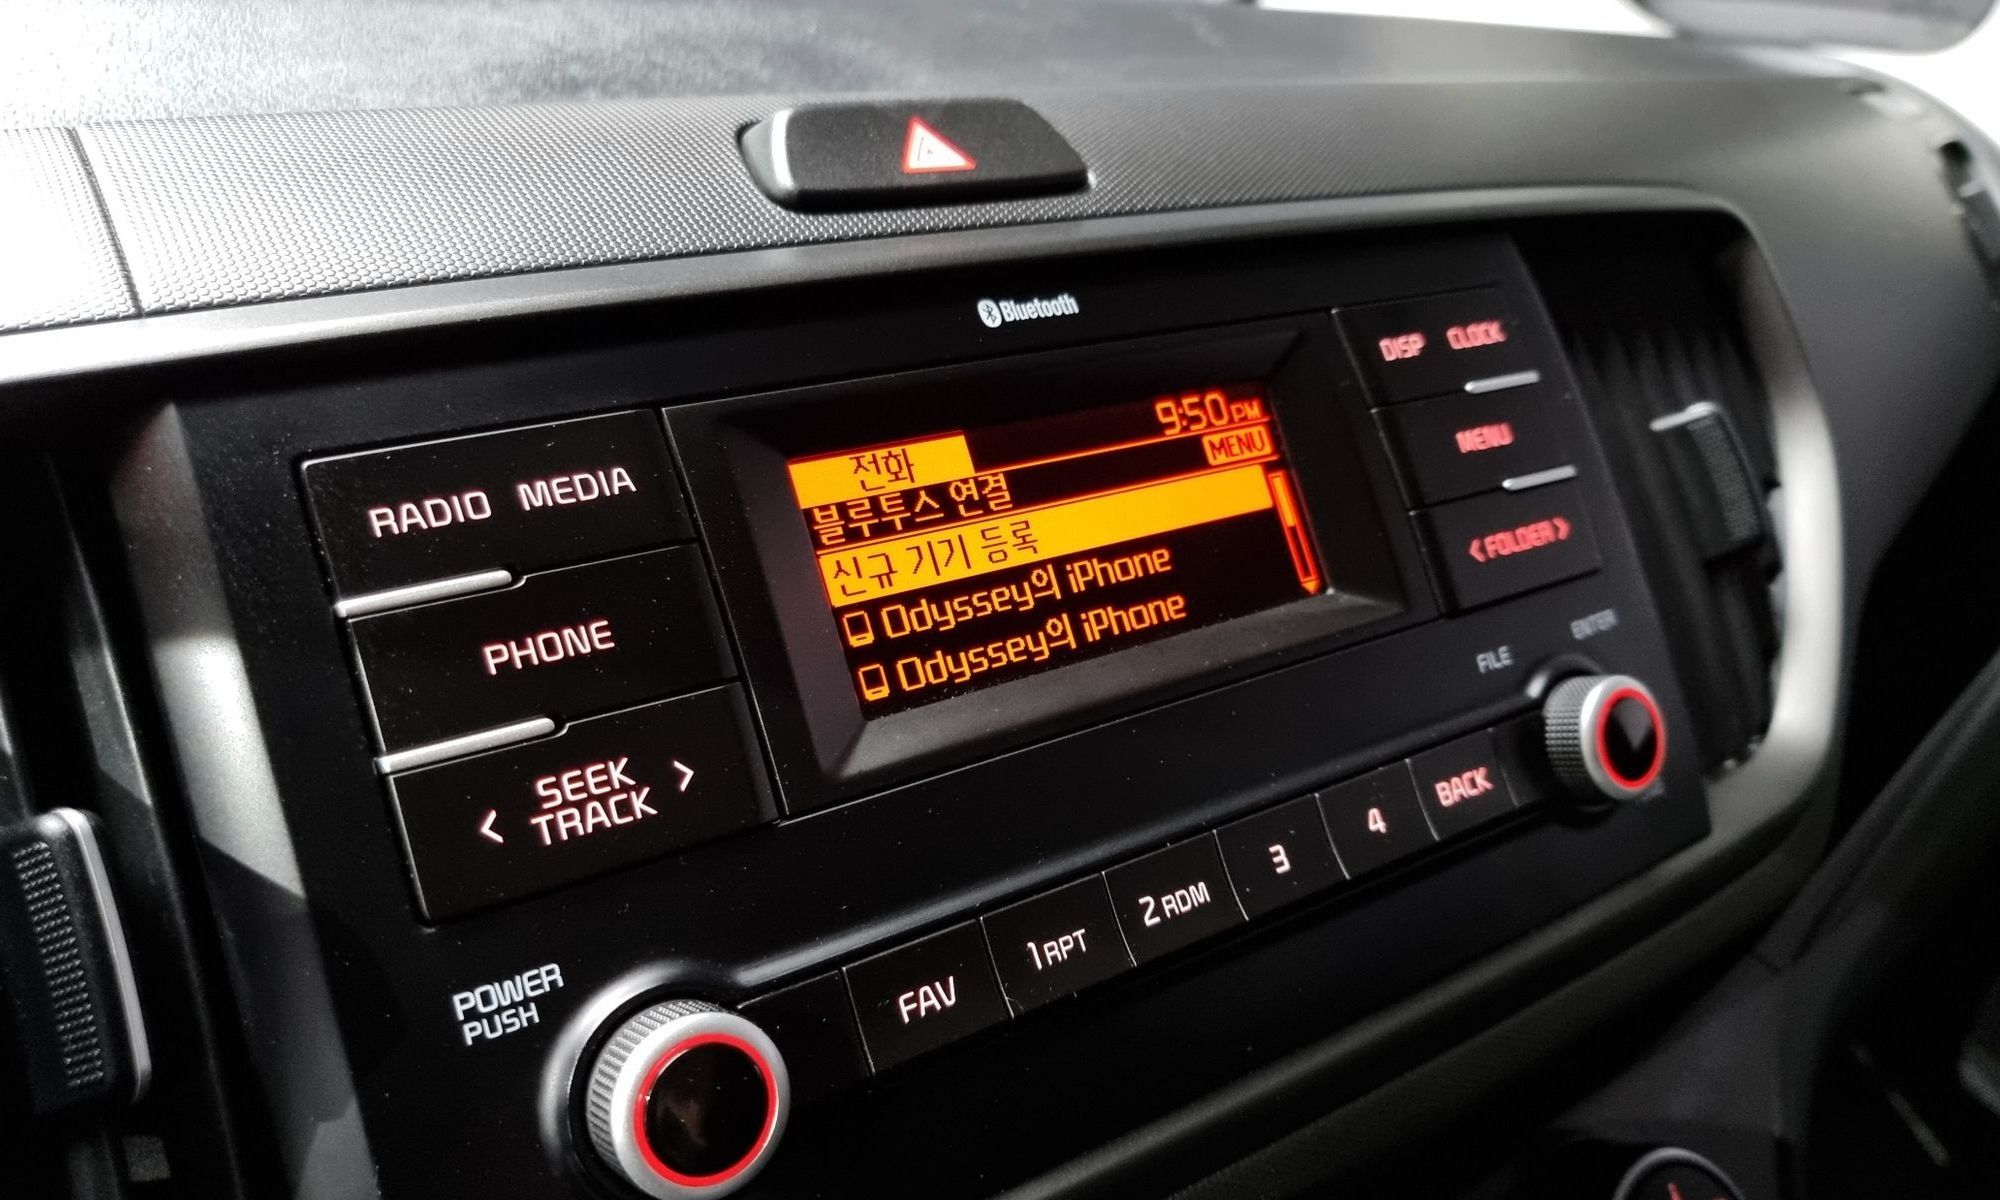 Bluetooth
DISP CLOCK
9:50 PM
전화
MENU
블루투스 연결
신규 기기 등록
Odyssey의 iPhone
Odyssey의 iPhone
RADIO MEDIA
MENU
PHONE
< FOLDER >
< SEEK >
TRACK
FILE
ENTER
POWER
PUSH
FAV
1 RPT
2 RDM
3
4
BACK